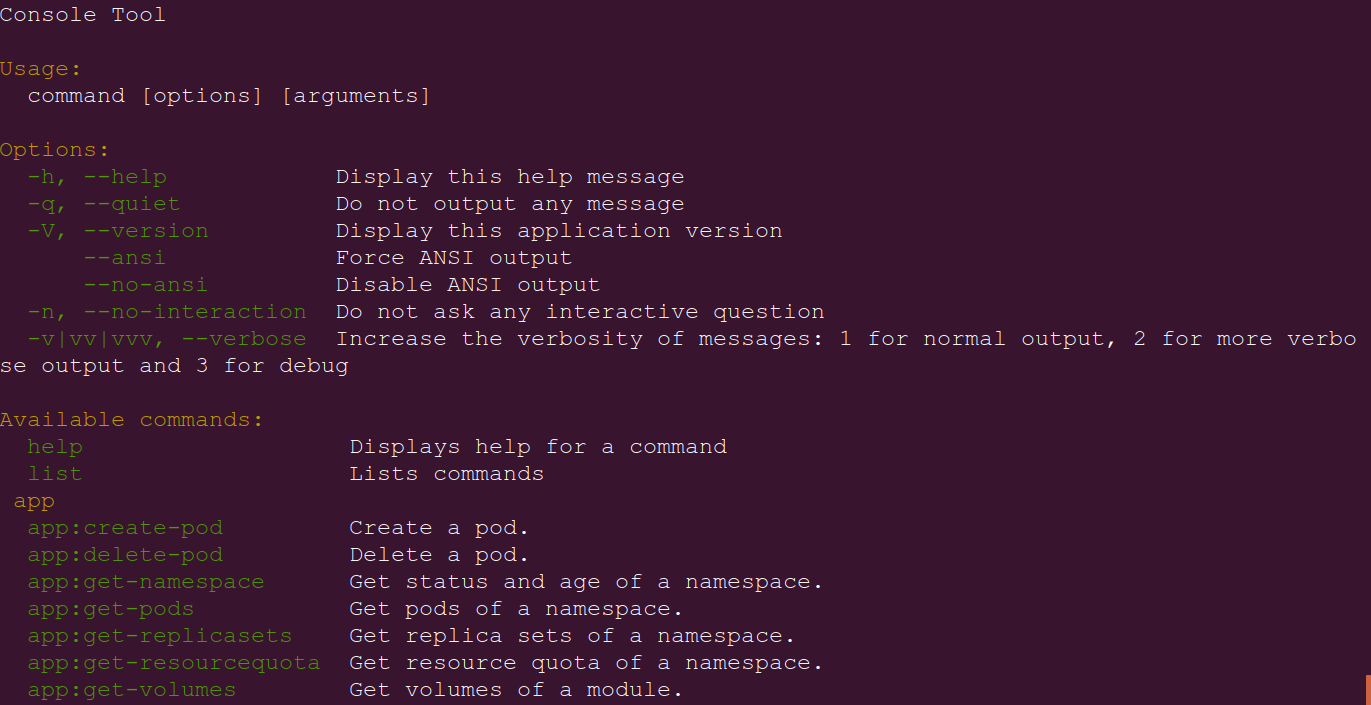 Console Tool
Usage:
command [options] [arguments]
Options:
-h, --help Display this help message
-q, --quiet Do not output any message
-V, --version Display this application version
--ansi Force ANSI output
--no-ansi Disable ANSI output
-n, --no-interaction Do not ask any interactive question
-v|vv|vvv, --verbose Increase the verbosity of messages: 1 for normal output, 2 for more verbo
se output and 3 for debug
Available commands:
help Displays help for a command
list Lists commands
app
app:create-pod Create a pod.
app:delete-pod Delete a pod.
app:get-namespace Get status and age of a namespace.
app:get-pods Get pods of a namespace.
app:get-replicasets Get replica sets of a namespace.
app:get-resourcequota Get resource quota of a namespace.
app:get-volumes Get volumes of a module.